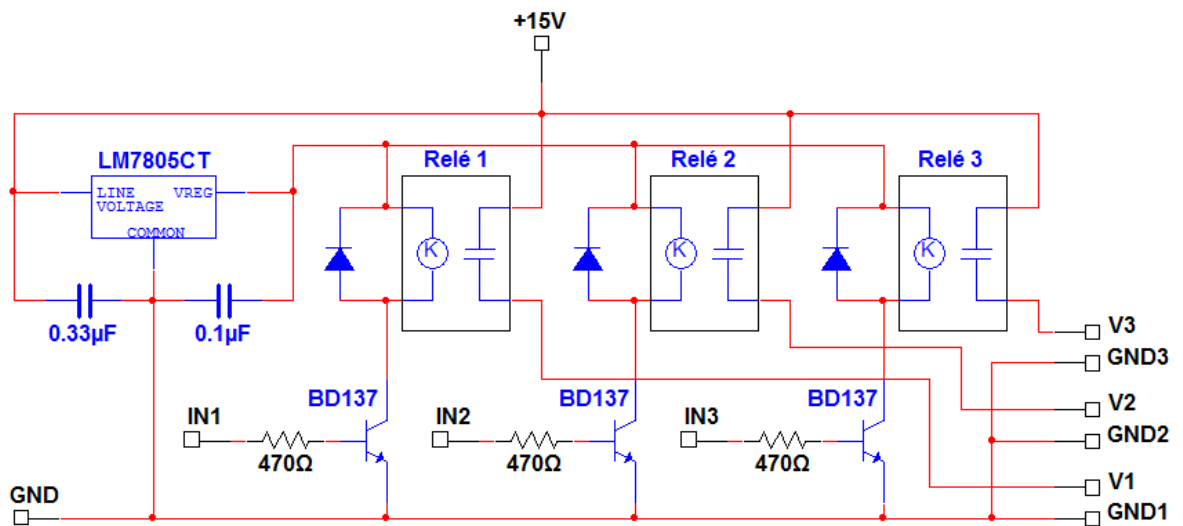 +15V
LM7805CT
LINE VREG
VOLTAGE
COMMON
0.33µF
0.1µF
Relé 1
K
Relé 2
K
Relé 3
K
BD137
IN1
470Ω
BD137
IN2
470Ω
BD137
IN3
470Ω
V3
GND3
V2
GND2
V1
GND1
GND